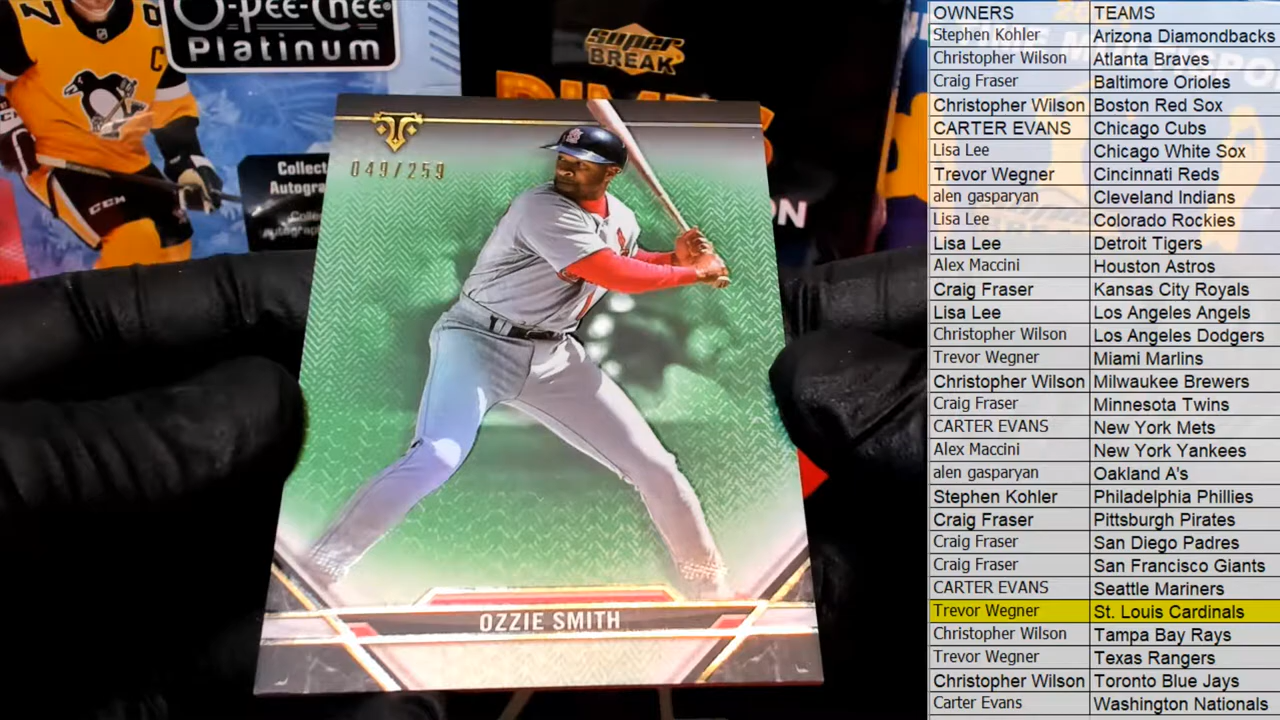 O-Pee-Chee
Platinum
SUPER
BREAK
C
Collect
Autogra
CCM
049/259
OZZIE SMITH
OWNERS TEAMS
Stephen Kohler Arizona Diamondbacks
Christopher Wilson Atlanta Braves
Craig Fraser Baltimore Orioles
Christopher Wilson Boston Red Sox
CARTER EVANS Chicago Cubs
Lisa Lee Chicago White Sox
Trevor Wegner Cincinnati Reds
alen gasparyan Cleveland Indians
Lisa Lee Colorado Rockies
Lisa Lee Detroit Tigers
Alex Maccini Houston Astros
Craig Fraser Kansas City Royals
Lisa Lee Los Angeles Angels
Christopher Wilson Los Angeles Dodgers
Trevor Wegner Miami Marlins
Christopher Wilson Milwaukee Brewers
Craig Fraser Minnesota Twins
CARTER EVANS New York Mets
Alex Maccini New York Yankees
alen gasparyan Oakland A's
Stephen Kohler Philadelphia Phillies
Craig Fraser Pittsburgh Pirates
Craig Fraser San Diego Padres
Craig Fraser San Francisco Giants
CARTER EVANS Seattle Mariners
Trevor Wegner St. Louis Cardinals
Christopher Wilson Tampa Bay Rays
Trevor Wegner Texas Rangers
Christopher Wilson Toronto Blue Jays
Carter Evans Washington Nationals